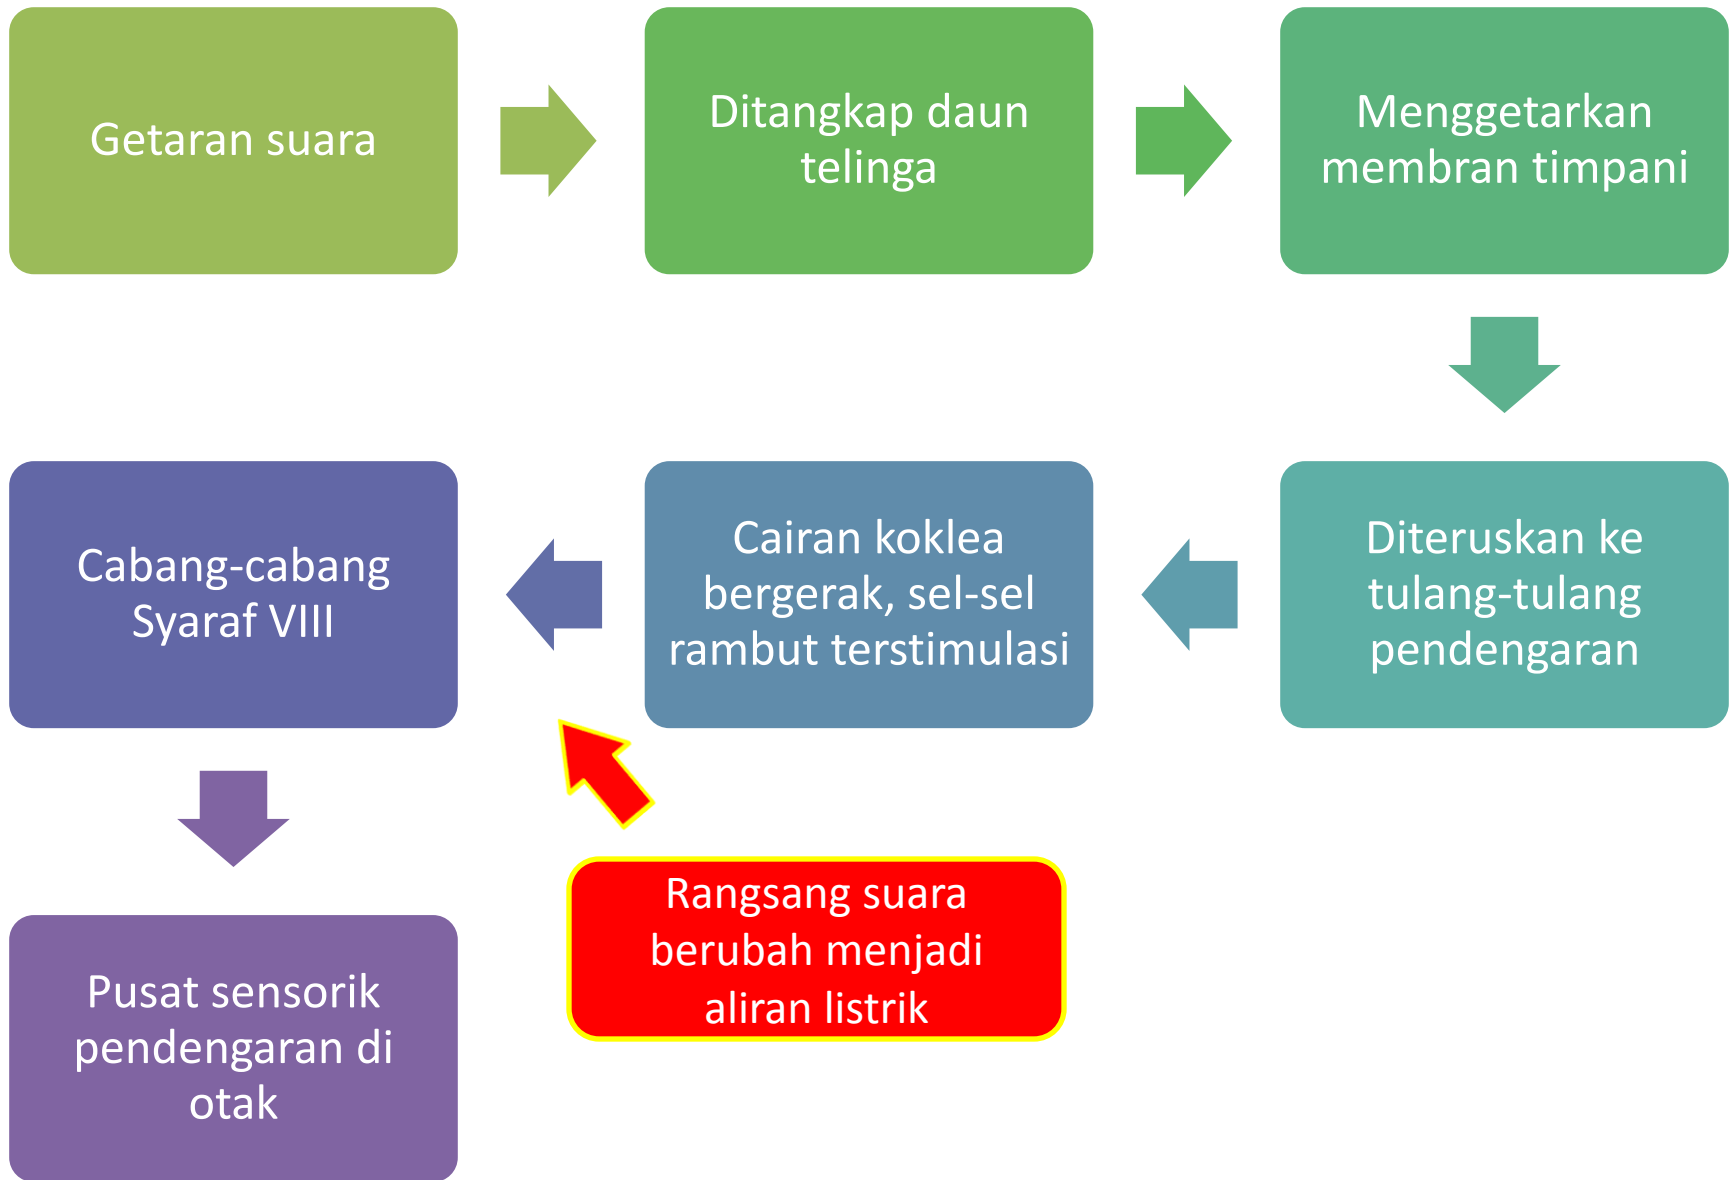 Getaran suara
Ditangkap daun
telinga
Menggetarkan
membran timpani
Diteruskan ke
tulang-tulang
pendengaran
Cairan koklea
bergerak, sel-sel
rambut terstimulasi
Cabang-cabang
Syaraf VIII
Rangsang suara
berubah menjadi
aliran listrik
Pusat sensorik
pendengaran di
otak